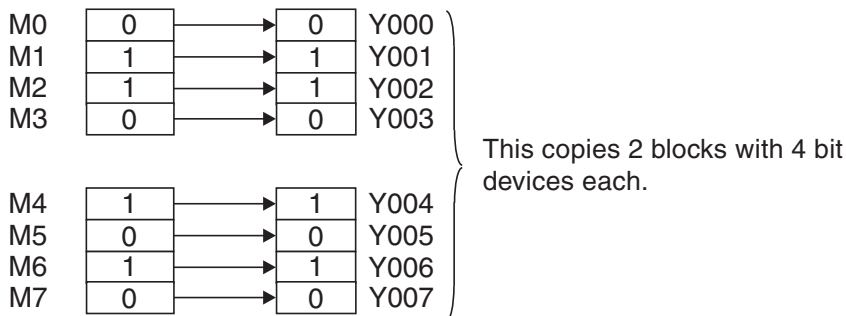 M0 0 0 Y000
M1 1 1 Y001
M2 1 1 Y002
M3 0 0 Y003
This copies 2 blocks with 4 bit
devices each.
M4 1 1 Y004
M5 0 0 Y005
M6 1 1 Y006
M7 0 0 Y007